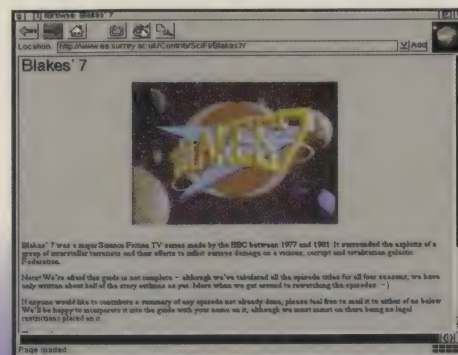 IBrowse: Blakes' 7
Location http://www.ee.surrey.ac.uk/Contrib/SciFi/Blakes7/ Add
Blakes' 7
BLAKES 7
Blakes' 7 was a major Science Fiction TV series made by the BBC between 1977 and 1981. It surrounded the exploits of a
group of interstellar terrorists and their efforts to inflict massive damage on a vicious, corrupt and totalitarian galactic
Federation.
Note! We're afraid this guide is not complete - although we've tabulated all the episode titles for all four seasons, we have
only written about half of the story outlines so far. More when we get around to rewatching the episodes :-)
If anyone would like to contribute a summary of any episode not already done, please feel free to mail it to either of us below
We'll be happy to incorporate it into the guide with your name on it, although we must insist on there being no legal
restrictions placed on it.
Page loaded